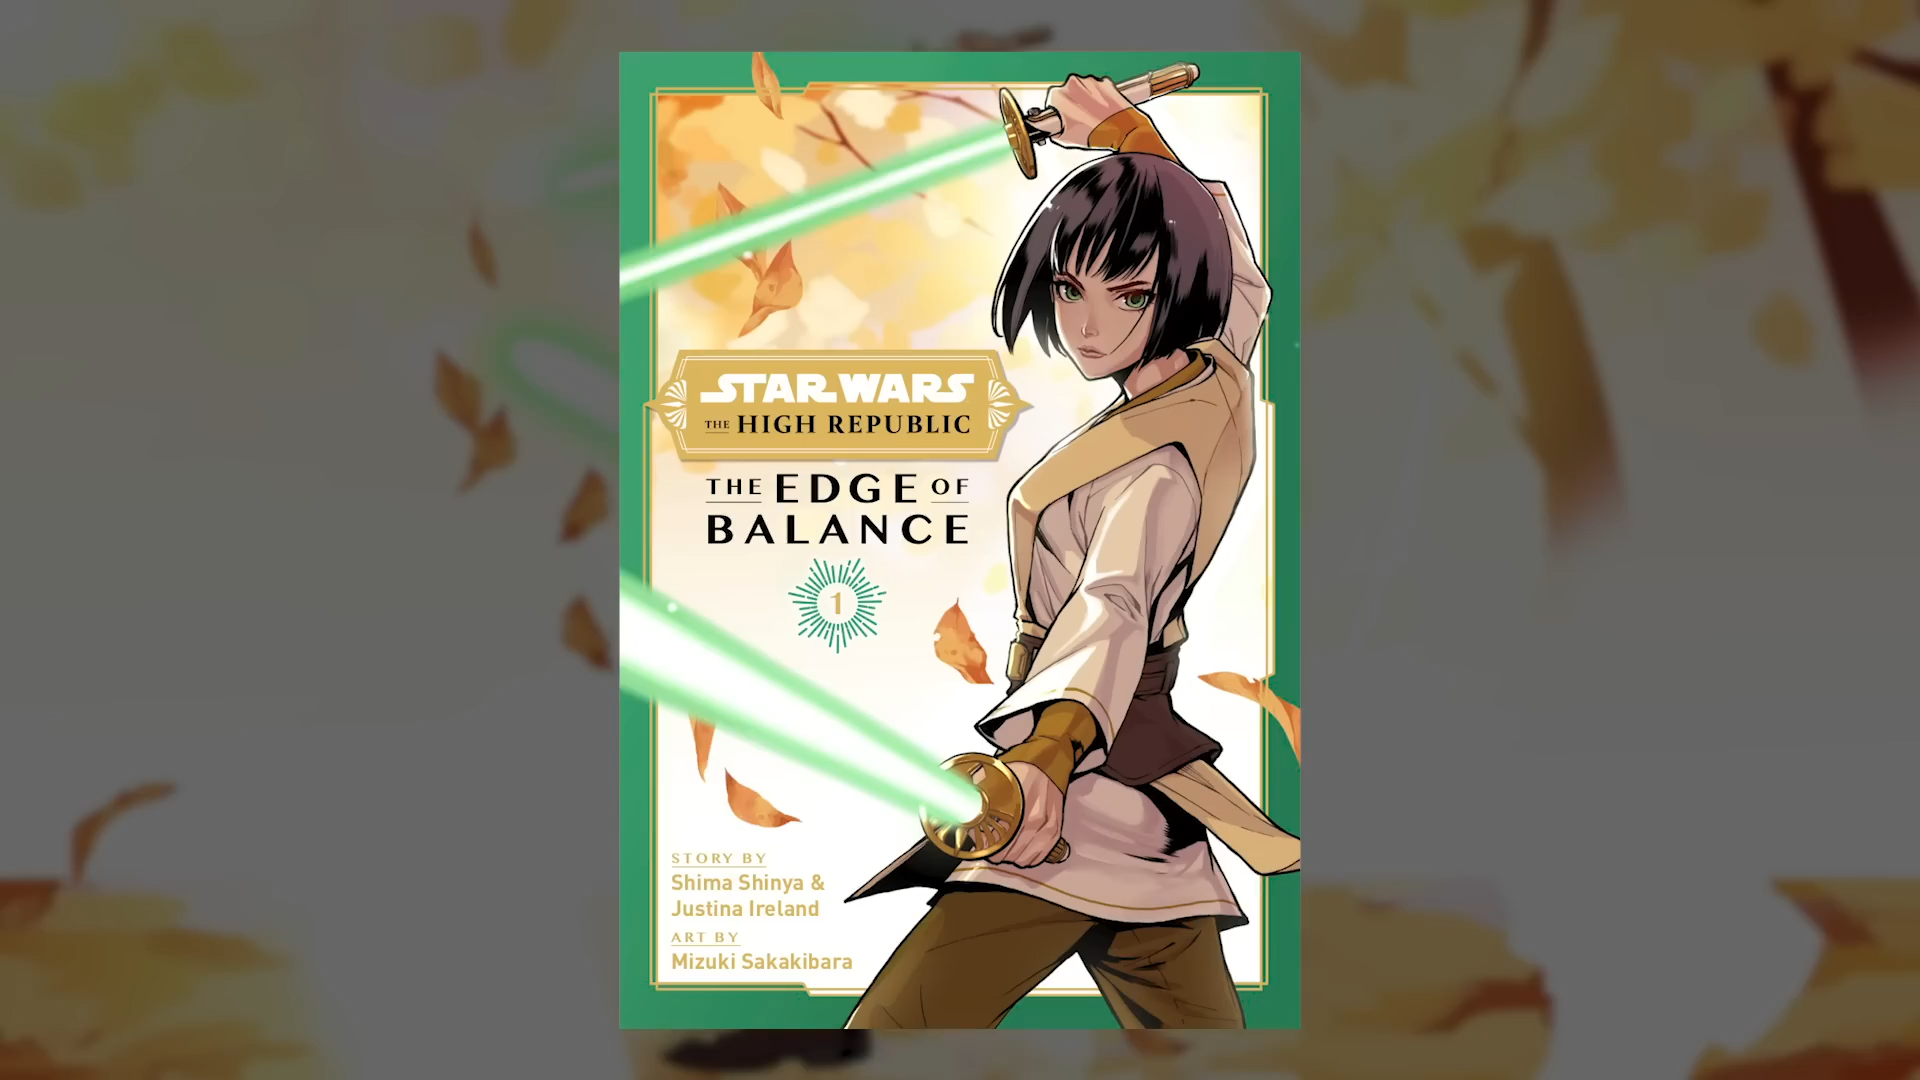 STAR WARS
THE HIGH REPUBLIC
THE EDGE OF
BALANCE
1
STORY BY
Shima Shinya &
Justina Ireland
ART BY
Mizuki Sakakibara